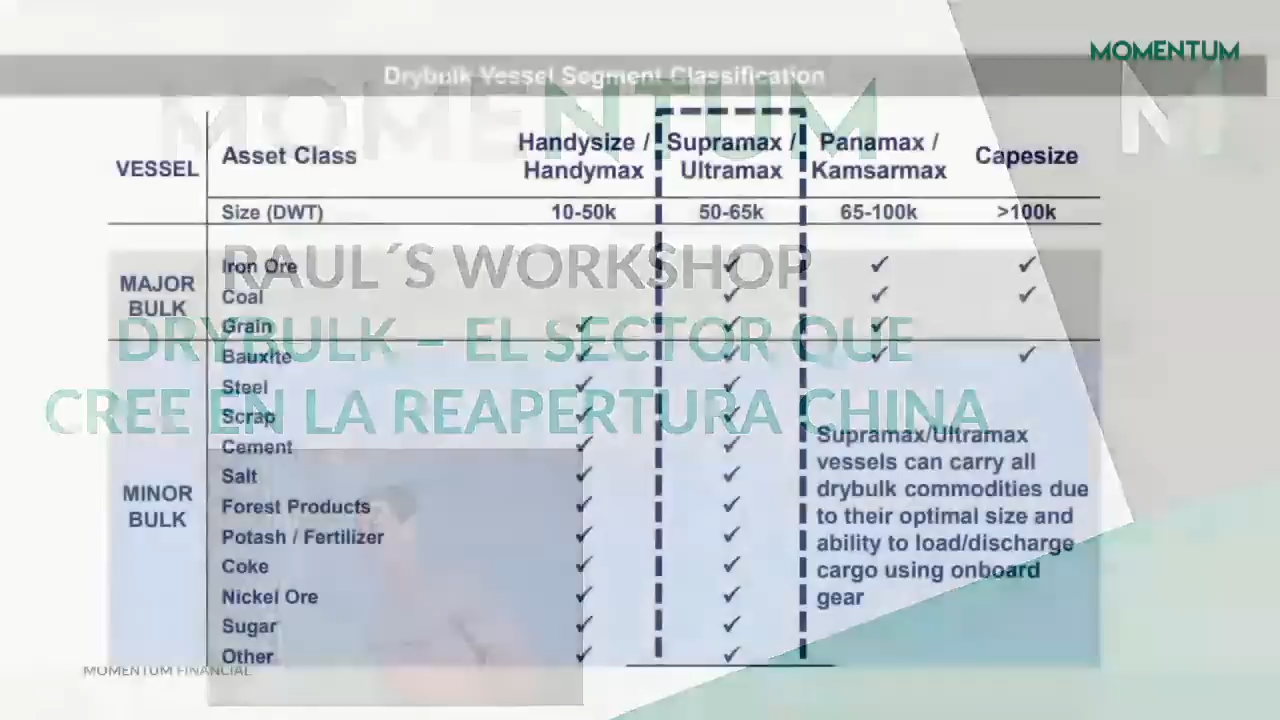 MOMENTUM
Drybulk Vessel Segment Classification
MOMENTUM
M
VESSEL
Asset Class
Handysize /
Handymax
Supramax /
Ultramax
Panamax /
Kamsarmax
Capesize
Size (DWT) 10-50k 50-65k 65-100k >100k
RAUL´S WORKSHOP
DRYBULK – EL SECTOR QUE
CREE EN LA REAPERTURA CHINA
MAJOR
BULK
Iron Ore ✓ ✓ ✓
Coal ✓ ✓ ✓
Grain ✓ ✓ ✓
MINOR
BULK
Bauxite ✓ ✓ ✓ ✓
Steel ✓ ✓
Scrap ✓ ✓
Cement ✓ ✓
Salt ✓ ✓
Forest Products ✓ ✓
Potash / Fertilizer ✓ ✓
Coke ✓ ✓
Nickel Ore ✓ ✓
Sugar ✓ ✓
Other ✓ ✓
Supramax/Ultramax
vessels can carry all
drybulk commodities due
to their optimal size and
ability to load/discharge
cargo using onboard
gear
MOMENTUM FINANCIAL